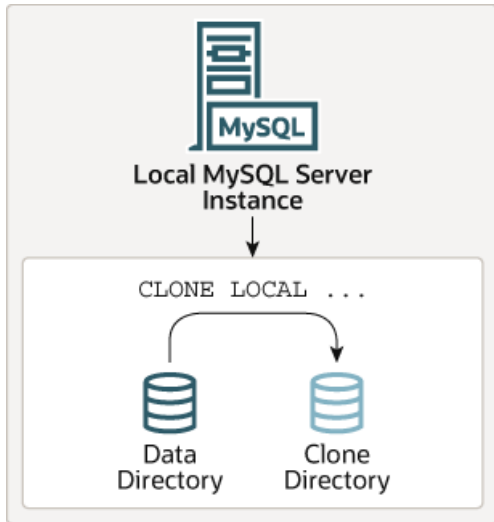 MySQL
Local MySQL Server
Instance
CLONE LOCAL ...
Data
Directory
Clone
Directory